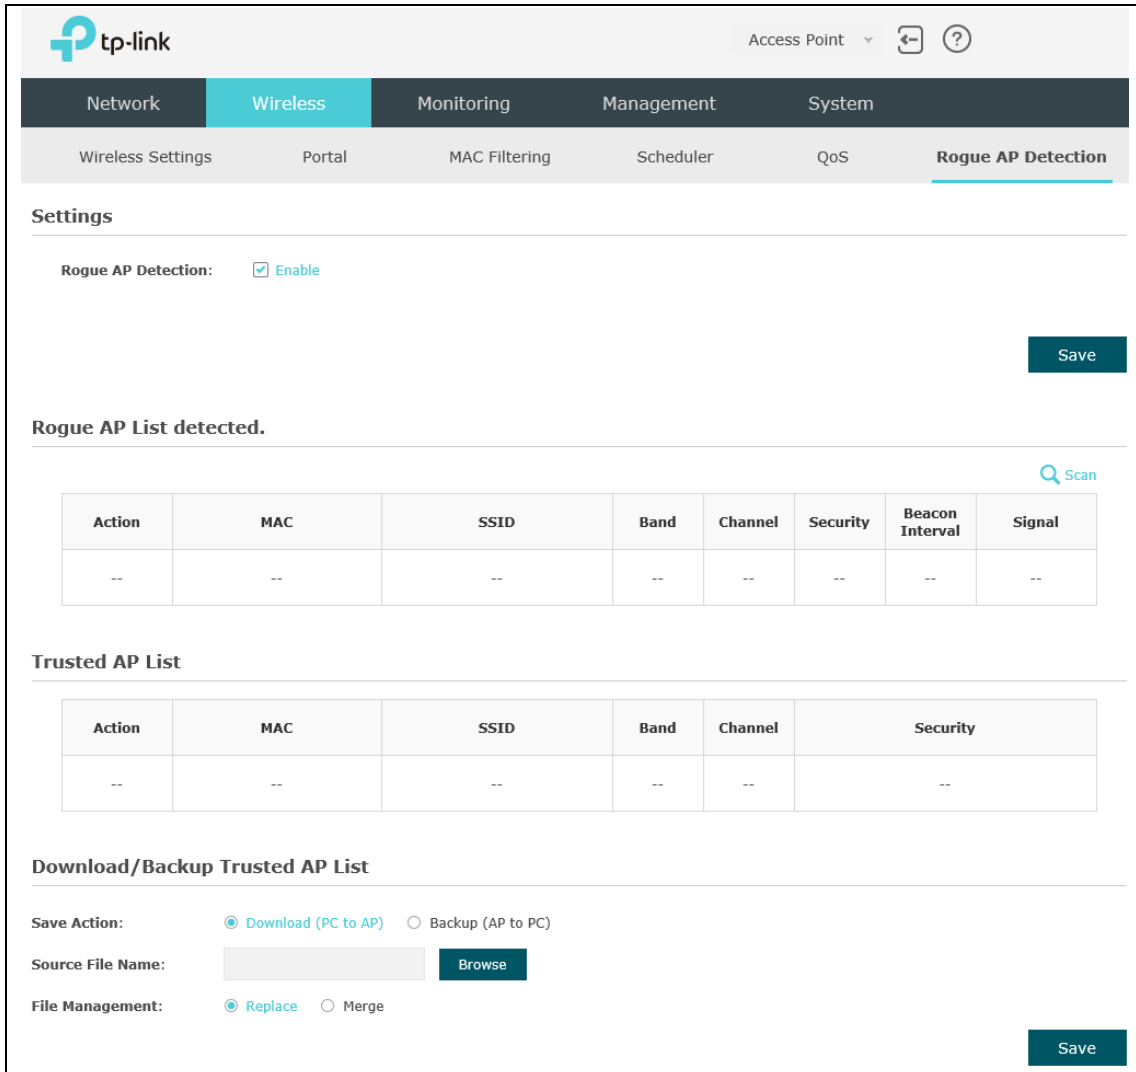 tp-link
Access Point
?
Network Wireless Monitoring Management System
Wireless Settings Portal MAC Filtering Scheduler QoS Rogue AP Detection
Settings
Rogue AP Detection: Enable
Save
Rogue AP List detected.
Scan
Action MAC SSID Band Channel Security Beacon Interval Signal
-- -- -- -- -- -- -- --
Trusted AP List
Action MAC SSID Band Channel Security
-- -- -- -- -- --
Download/Backup Trusted AP List
Save Action: Download (PC to AP) Backup (AP to PC)
Source File Name: Browse
File Management: Replace Merge
Save